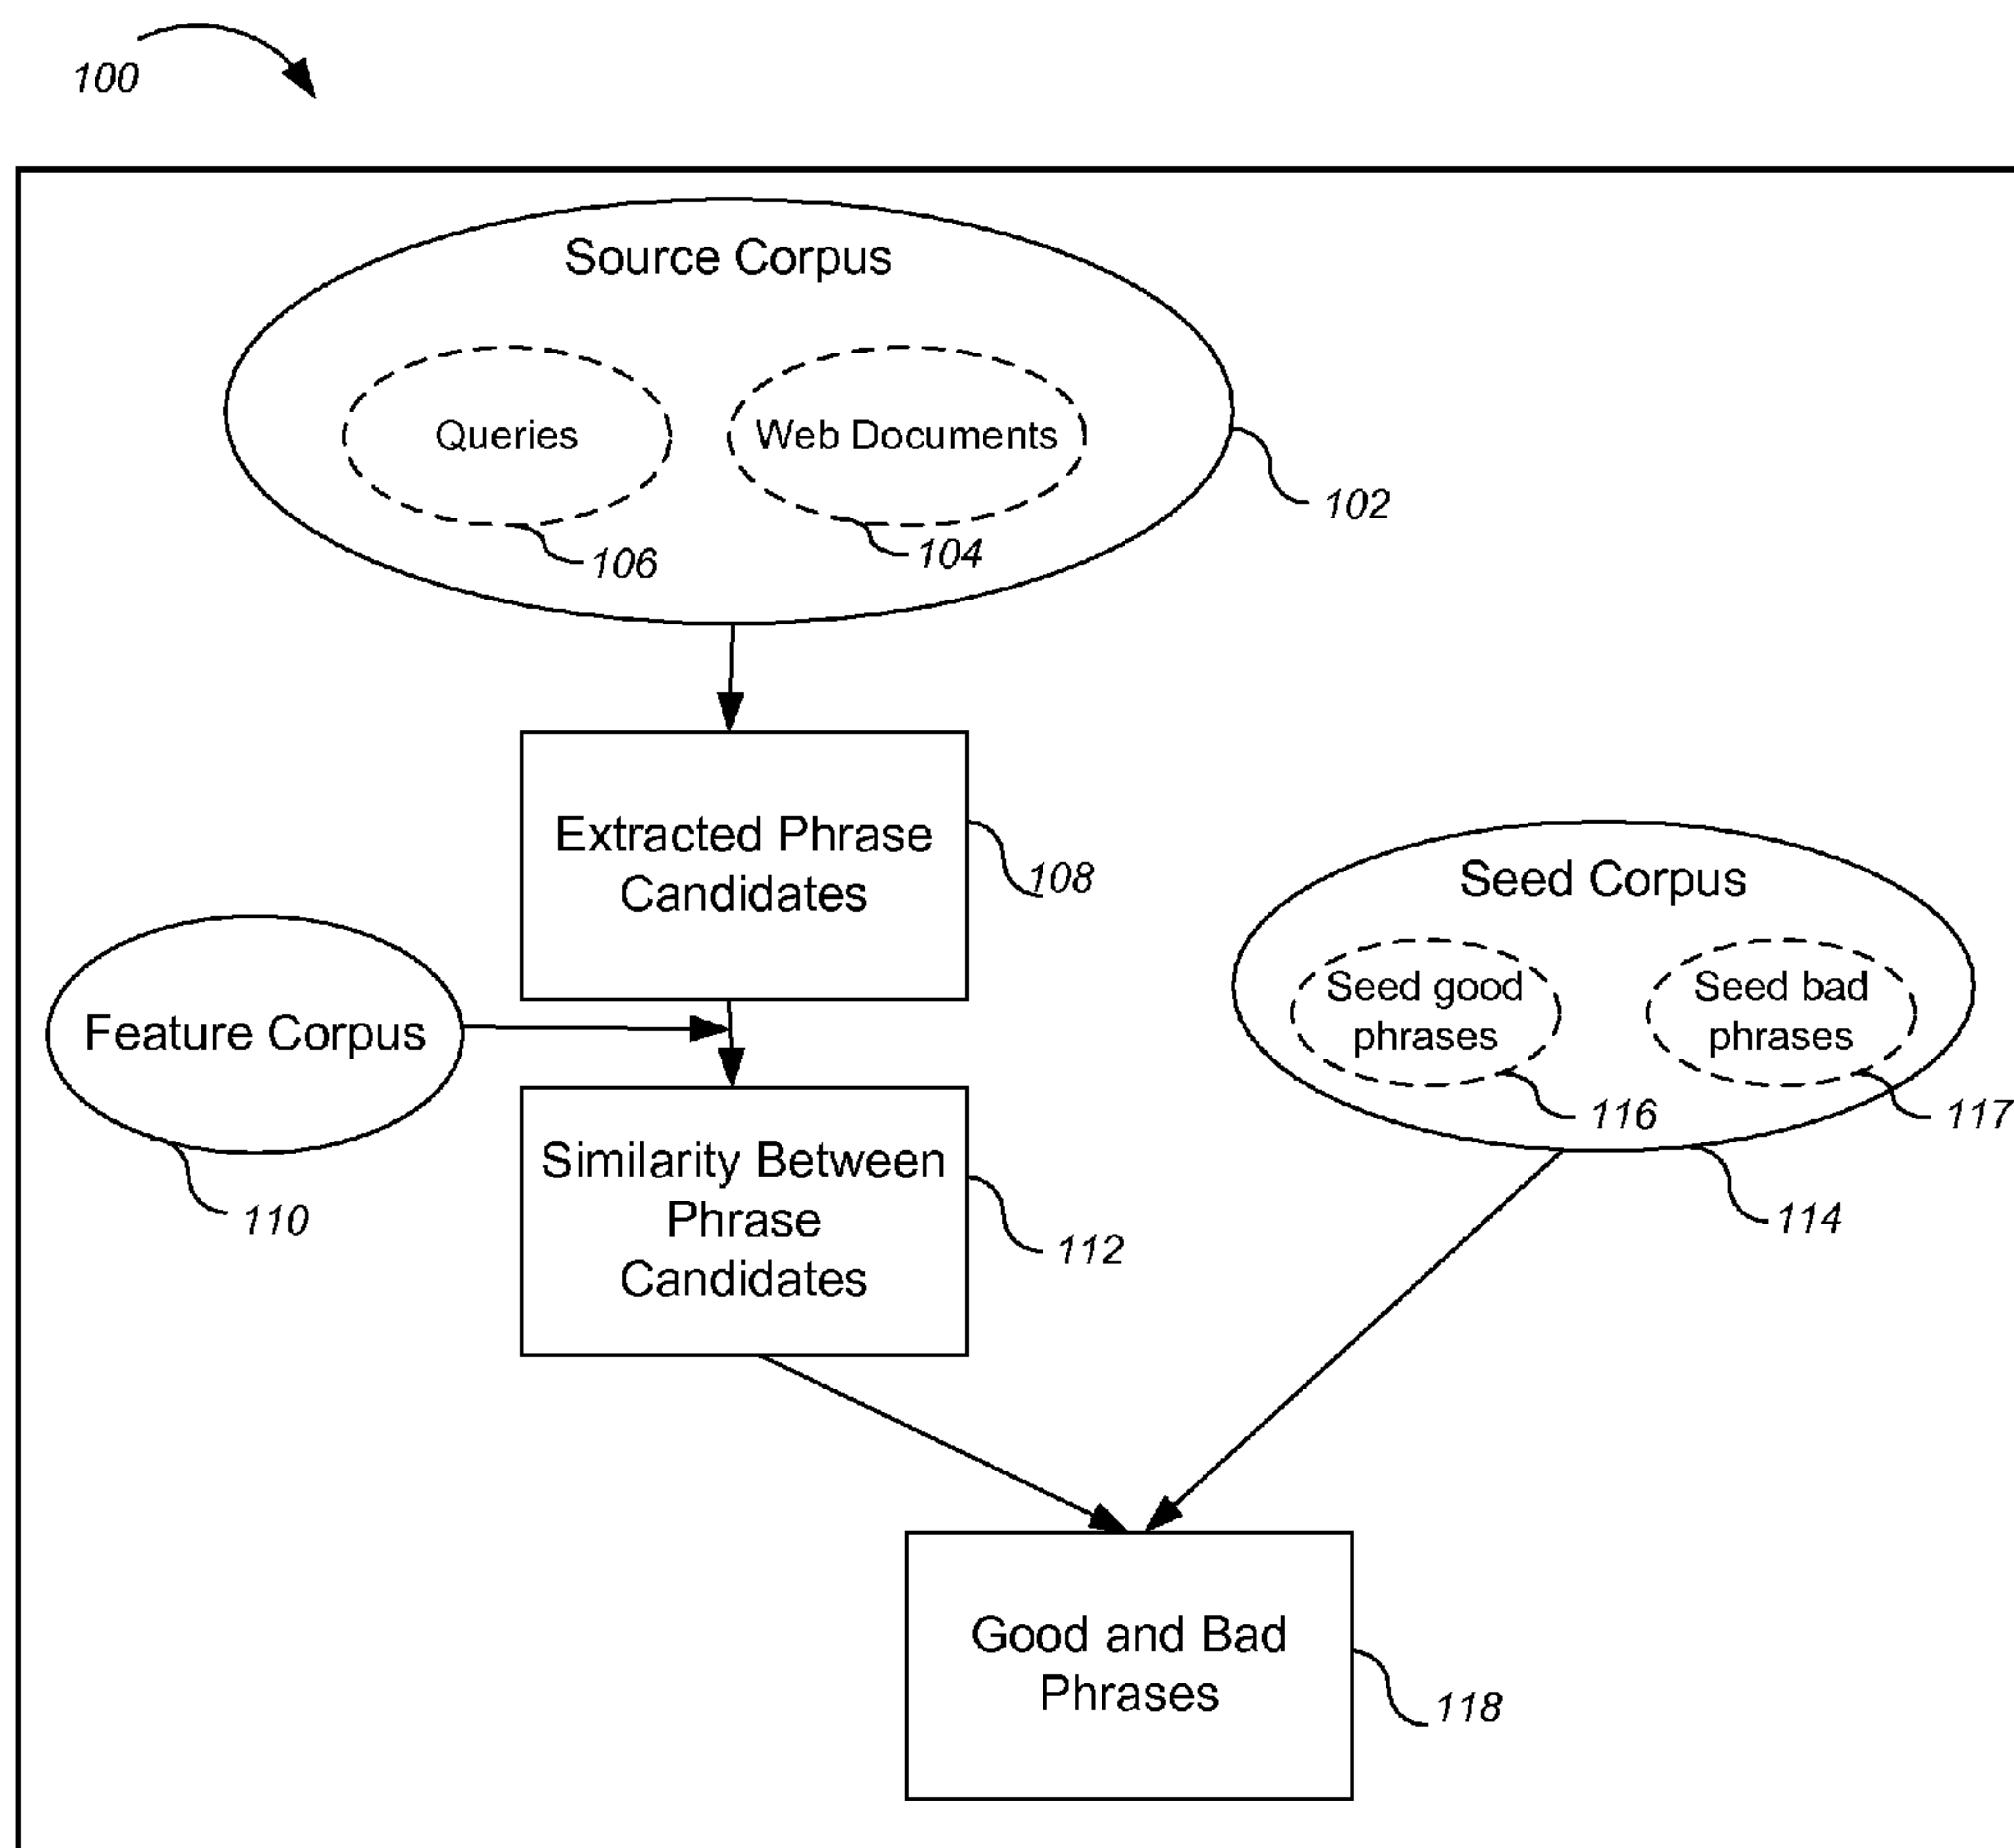 100
Source Corpus
Queries
Web Documents
102
106
104
Extracted Phrase
Candidates
108
Seed Corpus
Seed good
phrases
Seed bad
phrases
Feature Corpus
116
117
110
Similarity Between
Phrase
Candidates
112
114
Good and Bad
Phrases
118